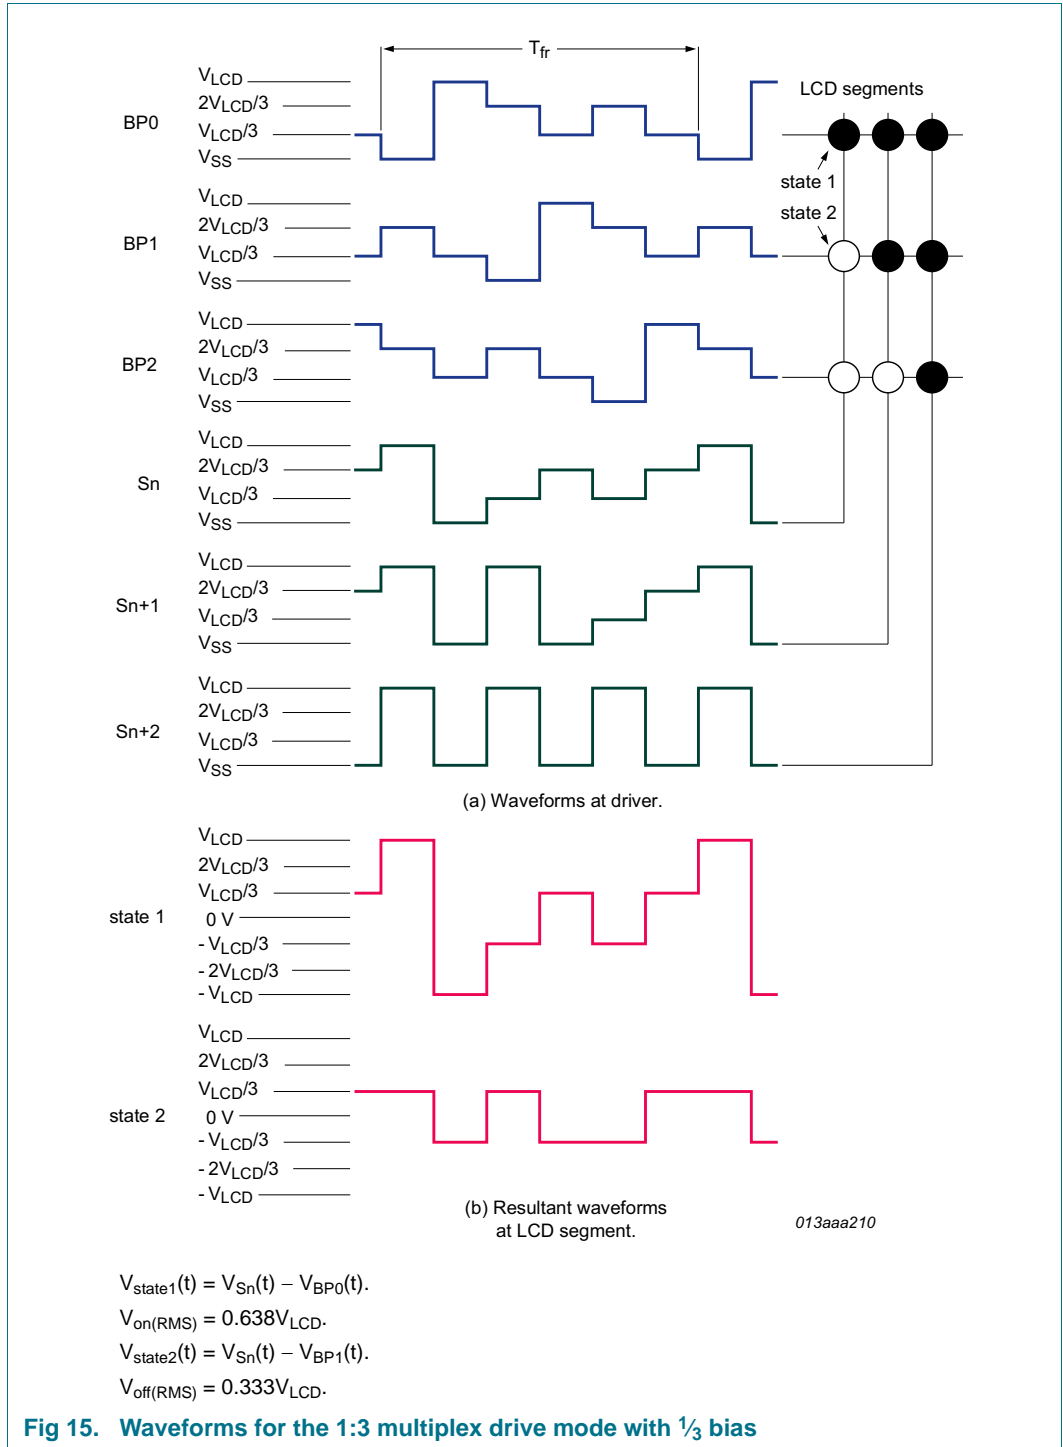 Tfr
VLCD
2VLCD/3
BP0
VLCD/3
VSS
LCD segments
state 1
VLCD
2VLCD/3
BP1
VLCD/3
VSS
state 2
VLCD
2VLCD/3
BP2
VLCD/3
VSS
VLCD
2VLCD/3
Sn
VLCD/3
VSS
VLCD
2VLCD/3
Sn+1
VLCD/3
VSS
VLCD
2VLCD/3
Sn+2
VLCD/3
VSS
(a) Waveforms at driver.
VLCD
2VLCD/3
VLCD/3
state 1
0 V
- VLCD/3
- 2VLCD/3
- VLCD
VLCD
2VLCD/3
VLCD/3
state 2
0 V
- VLCD/3
- 2VLCD/3
- VLCD
(b) Resultant waveforms
at LCD segment.
013aaa210
Vstate1(t) = VSn(t) − VBP0(t).
Von(RMS) = 0.638VLCD.
Vstate2(t) = VSn(t) − VBP1(t).
Voff(RMS) = 0.333VLCD.
Fig 15. Waveforms for the 1:3 multiplex drive mode with 1⁄3 bias